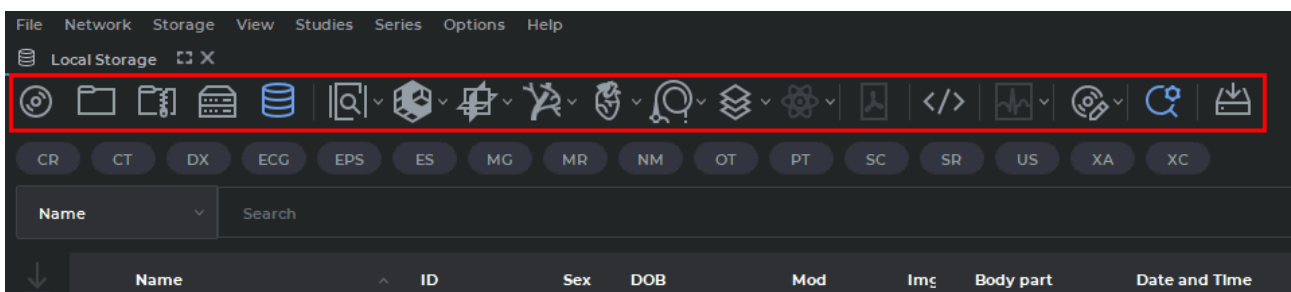 File Network Storage View Studies Series Options Help
Local Storage
CR CT DX ECG EPS ES MG MR NM OT PT SC SR US XA XC
Name Search
Name ID Sex DOB Mod Img Body part Date and Time